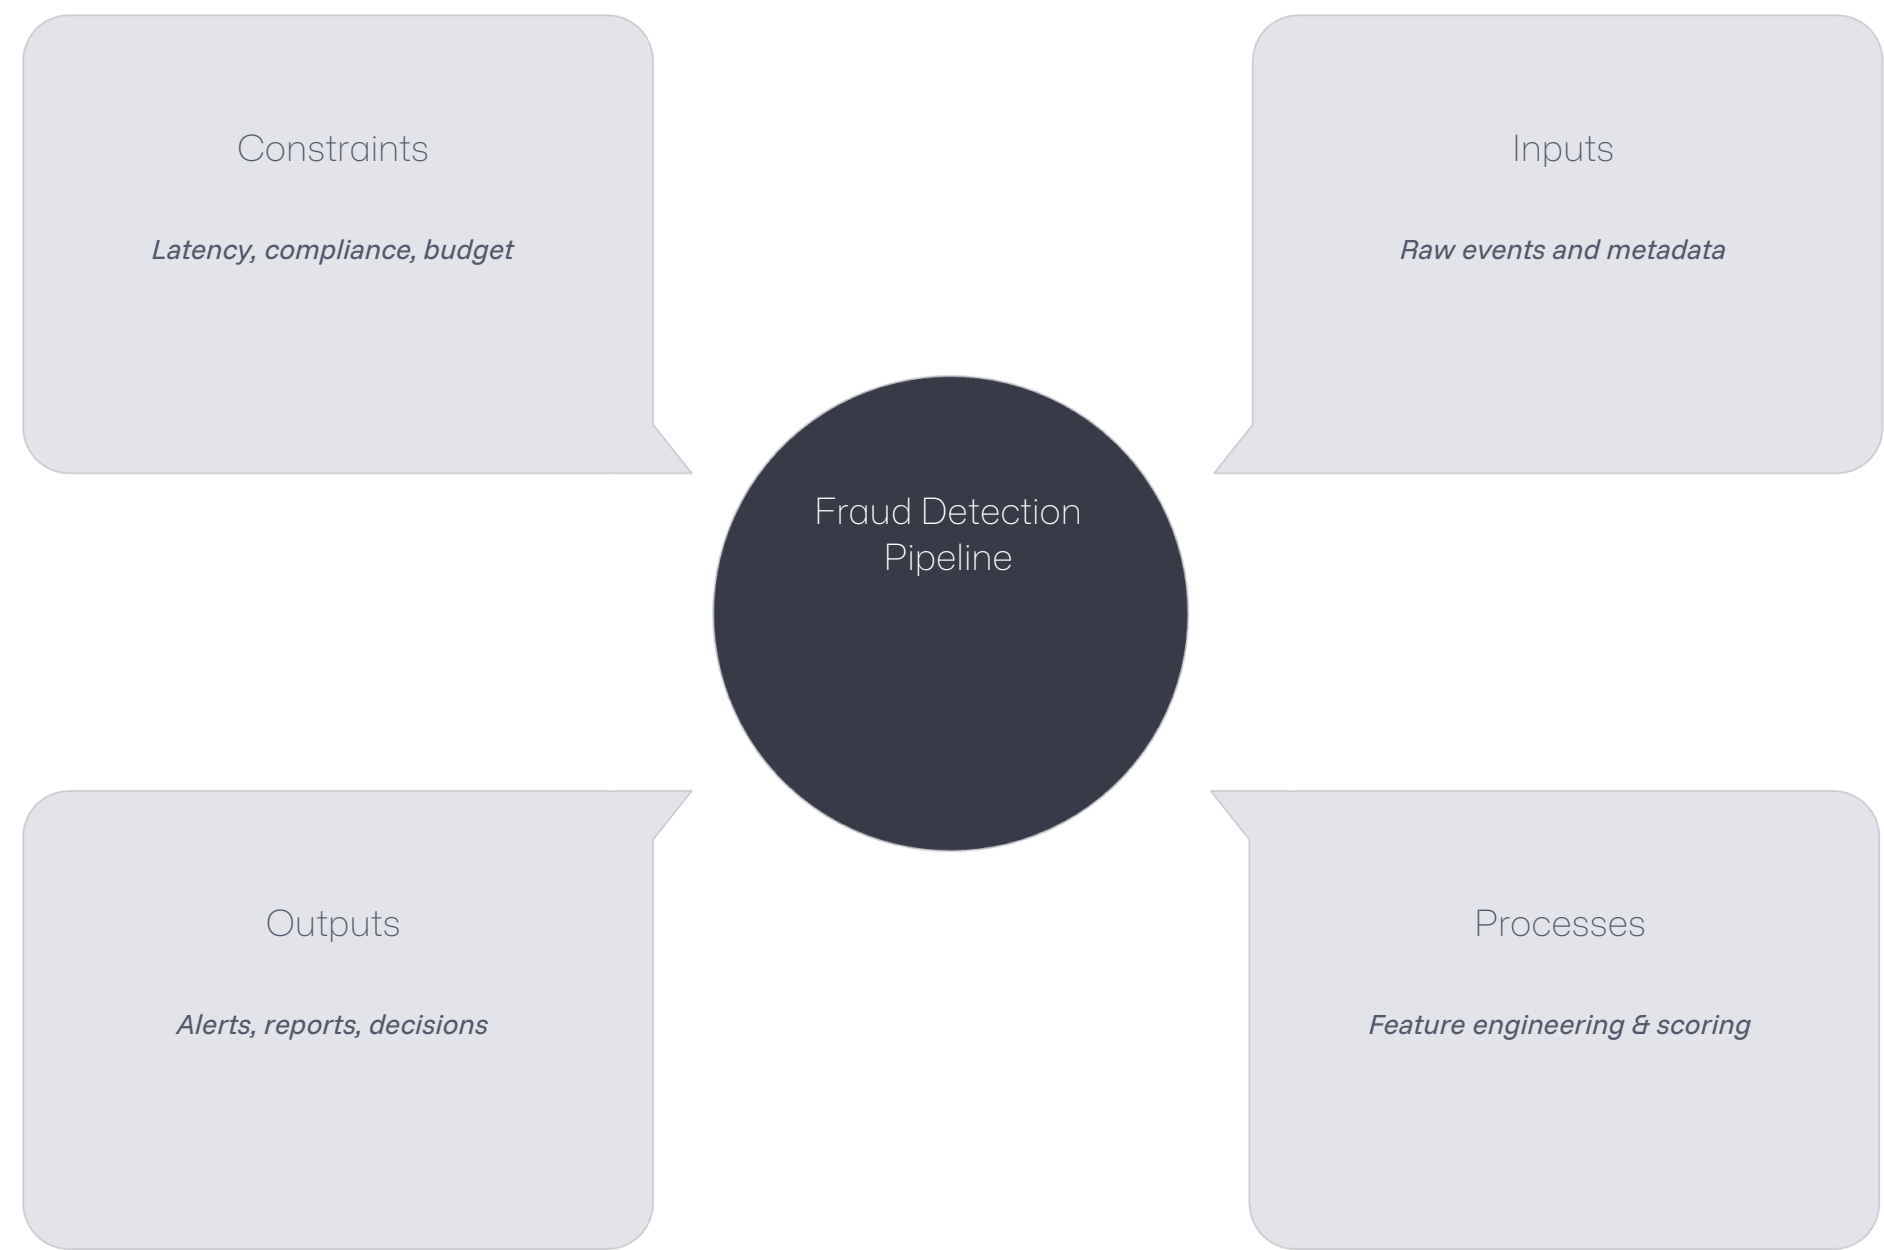 Constraints
Latency, compliance, budget
Inputs
Raw events and metadata
Fraud Detection
Pipeline
Outputs
Alerts, reports, decisions
Processes
Feature engineering & scoring